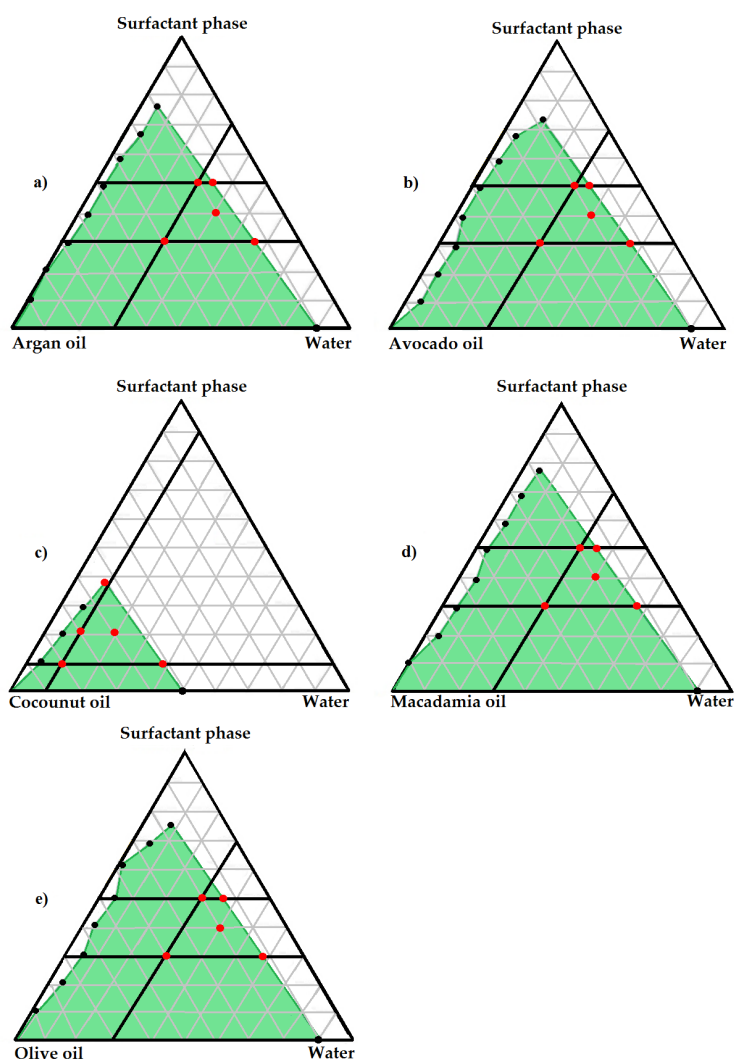 Surfactant phase
a)
Argan oil
Water
Surfactant phase
b)
Avocado oil
Water
Surfactant phase
c)
Cocounut oil
Water
Surfactant phase
d)
Macadamia oil
Water
Surfactant phase
e)
Olive oil
Water